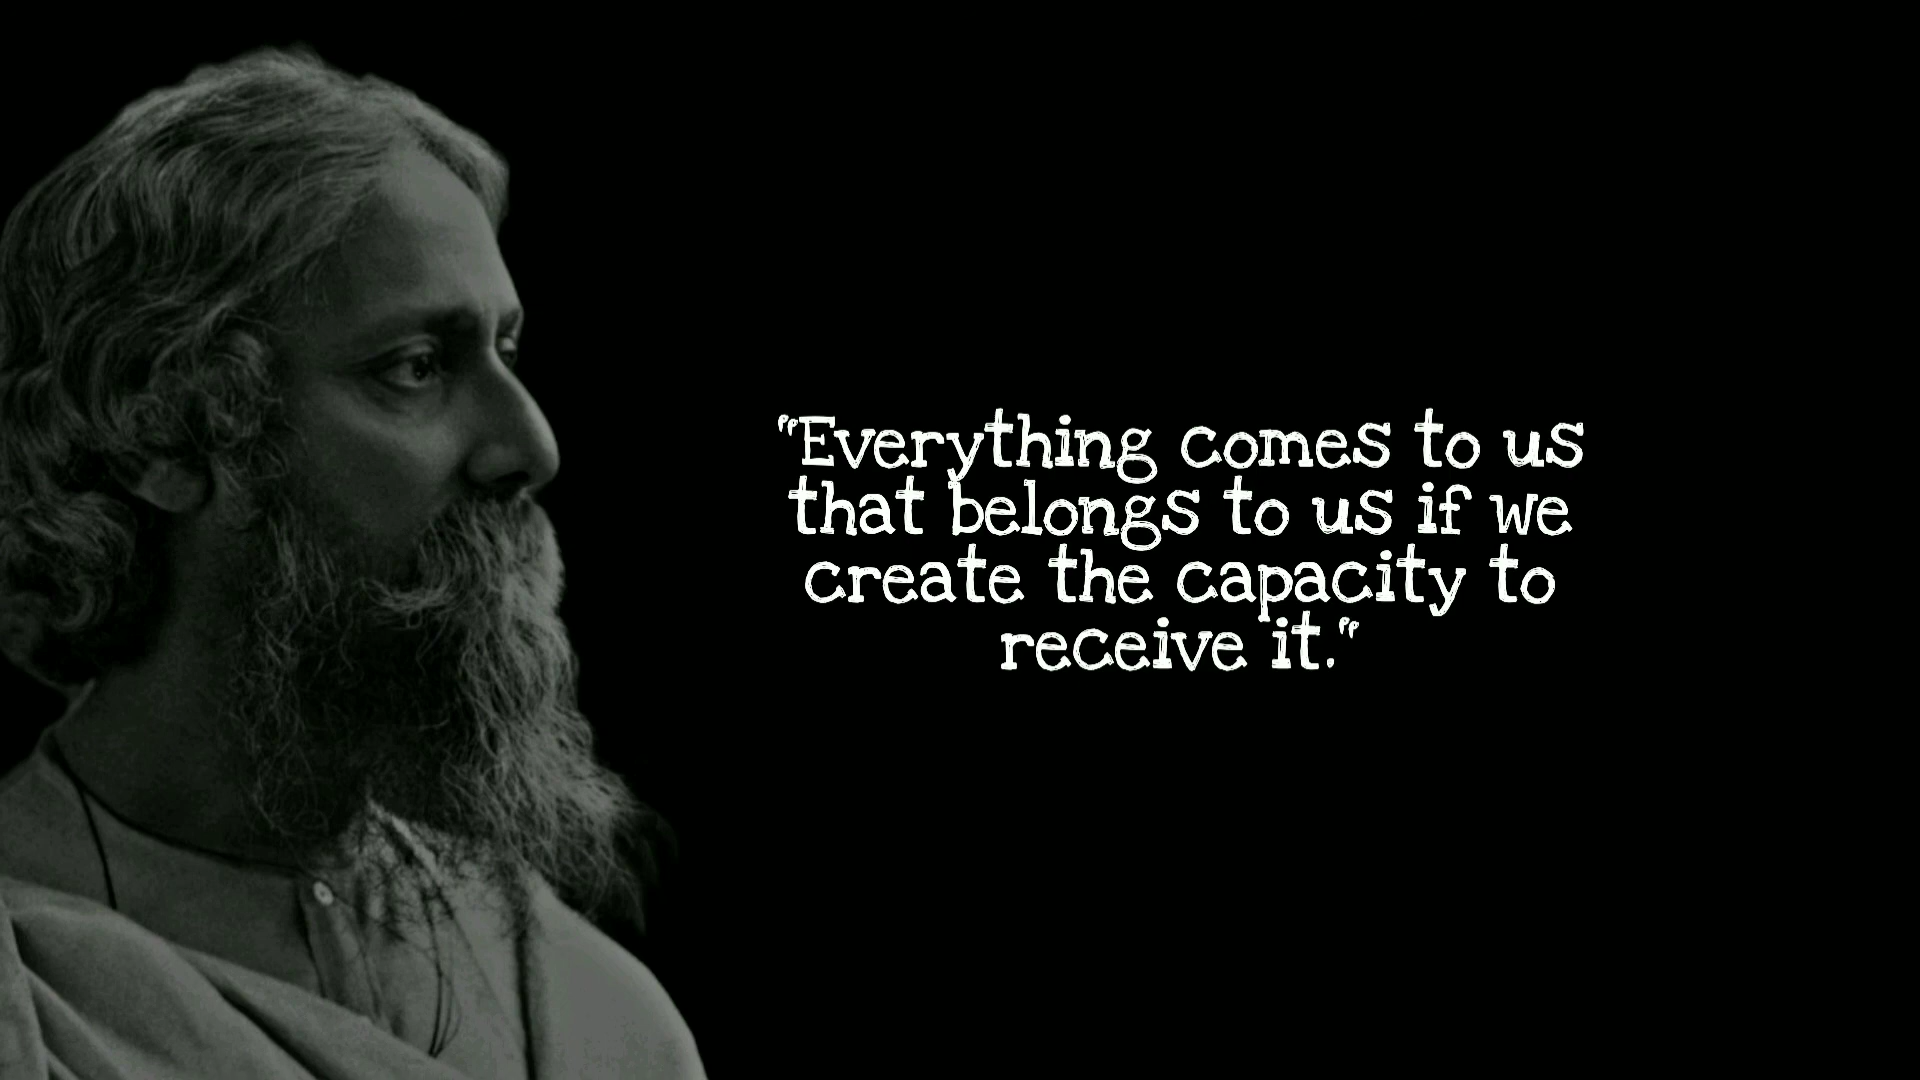 "Everything comes to us
that belongs to us if we
create the capacity to
receive it."